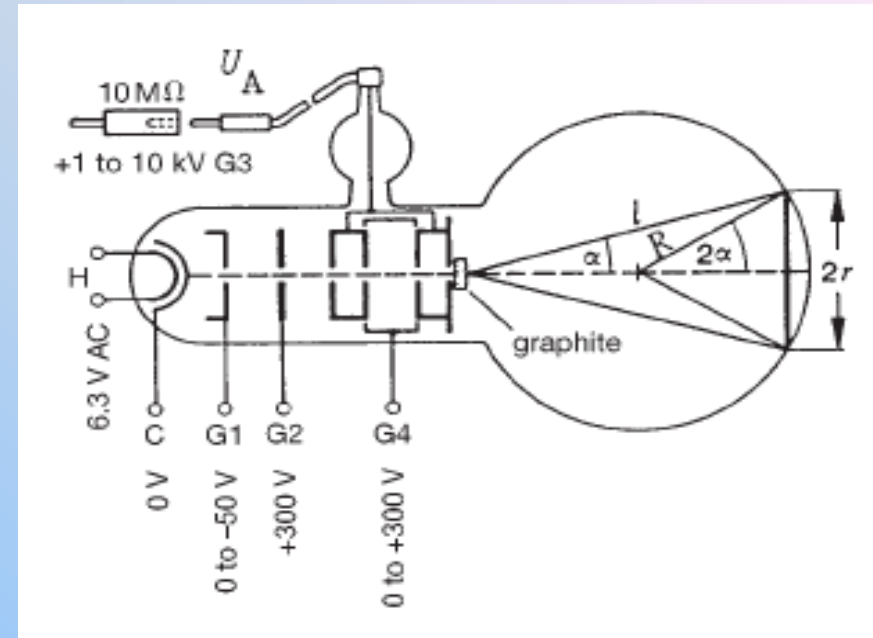 U_A
10 MΩ
+1 to 10 kV G3
l
α
R
2α
2r
H
graphite
6.3 V AC
C
G1
G2
G4
0 V
0 to –50 V
+300 V
0 to +300 V